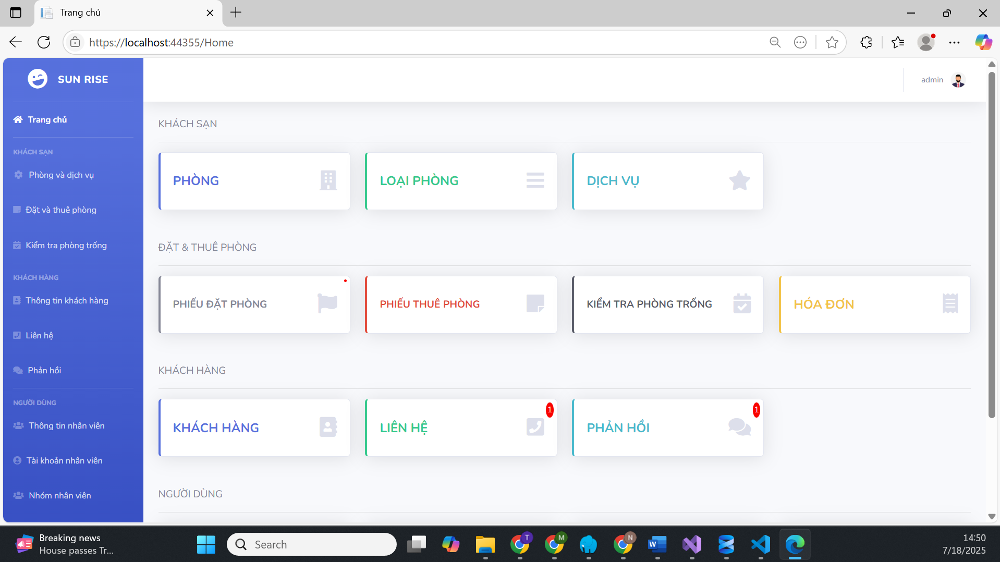 Trang chủ
https://localhost:44355/Home
SUN RISE
admin
Trang chủ
KHÁCH SẠN
Phòng và dịch vụ
Đặt và thuê phòng
Kiểm tra phòng trống
KHÁCH HÀNG
Thông tin khách hàng
Liên hệ
Phản hồi
NGƯỜI DÙNG
Thông tin nhân viên
Tài khoản nhân viên
Nhóm nhân viên
KHÁCH SẠN
PHÒNG
LOẠI PHÒNG
DỊCH VỤ
ĐẶT & THUÊ PHÒNG
PHIẾU ĐẶT PHÒNG
PHIẾU THUÊ PHÒNG
KIỂM TRA PHÒNG TRỐNG
HÓA ĐƠN
KHÁCH HÀNG
KHÁCH HÀNG
LIÊN HỆ
1
PHẢN HỒI
1
NGƯỜI DÙNG
Breaking news
House passes Tr...
Search
T
M
N
W
14:50
7/18/2025